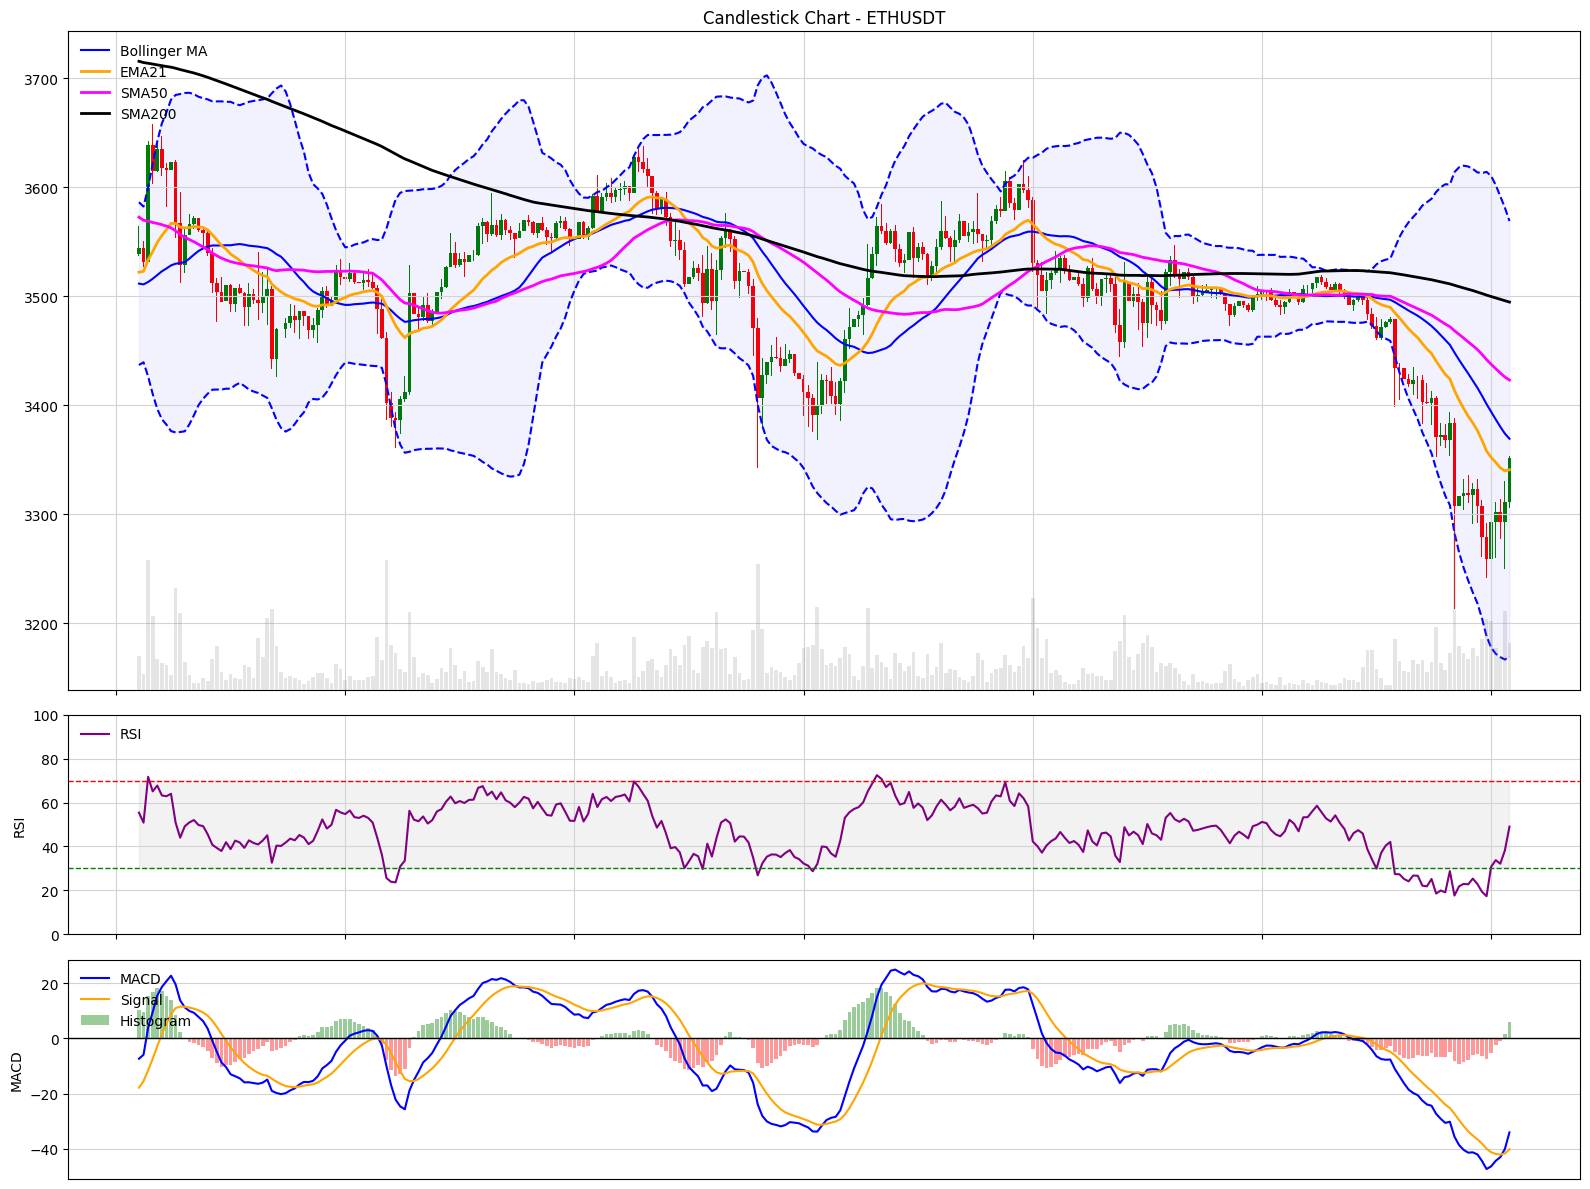 Candlestick Chart - ETHUSDT
Bollinger MA
EMA21
SMA50
SMA200
3700
3600
3500
3400
3300
3200
RSI
100
80
60
40
20
0
RSI
MACD
Signal
Histogram
20
0
−20
−40
MACD